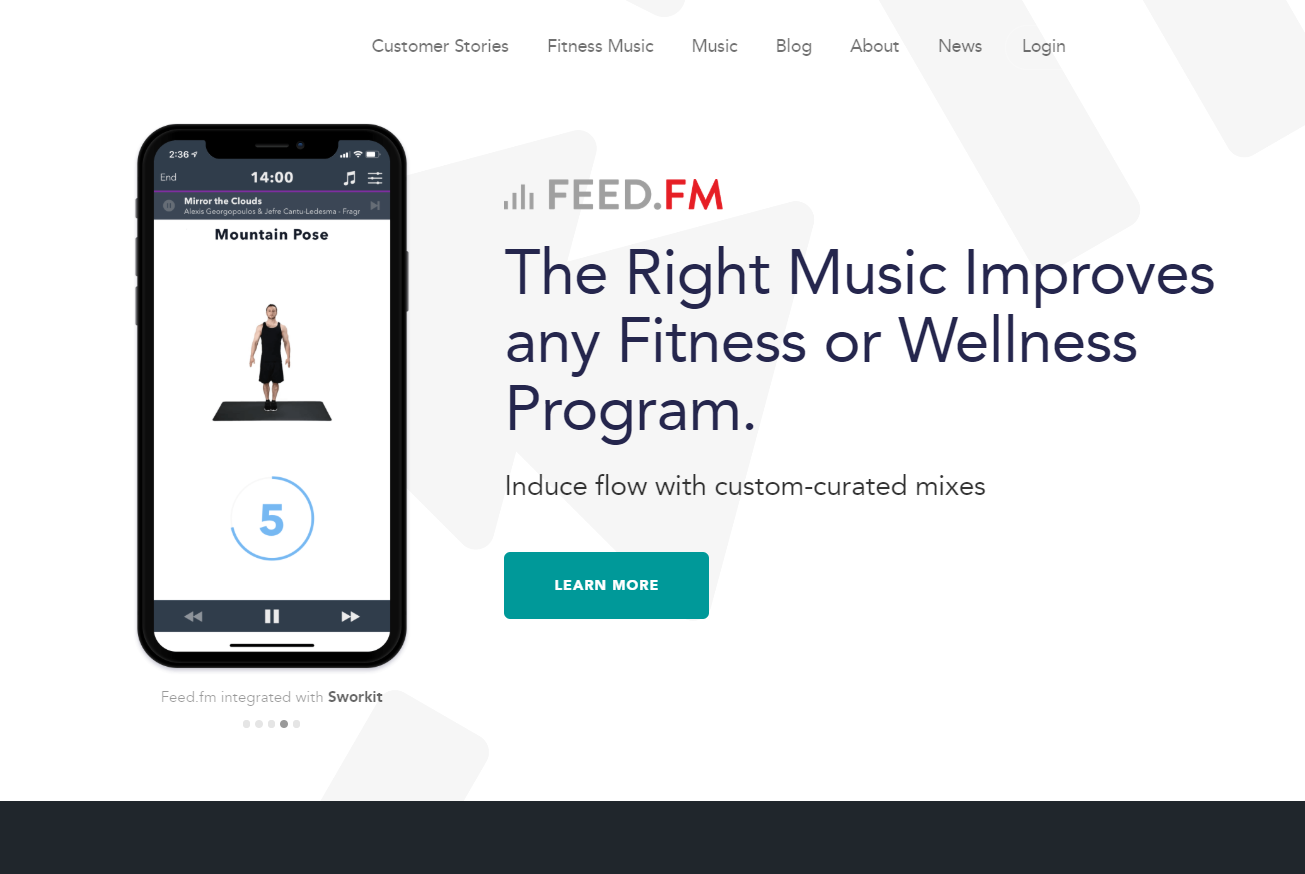 Customer Stories Fitness Music Music Blog About News Login
2:36
End 14:00
Mirror the Clouds
Alexis Georgopoulos & Jefre Cantu-Ledesma - Fragr
Mountain Pose
5
Feed.fm integrated with Sworkit
FEED.FM
The Right Music Improves
any Fitness or Wellness
Program.
Induce flow with custom-curated mixes
LEARN MORE